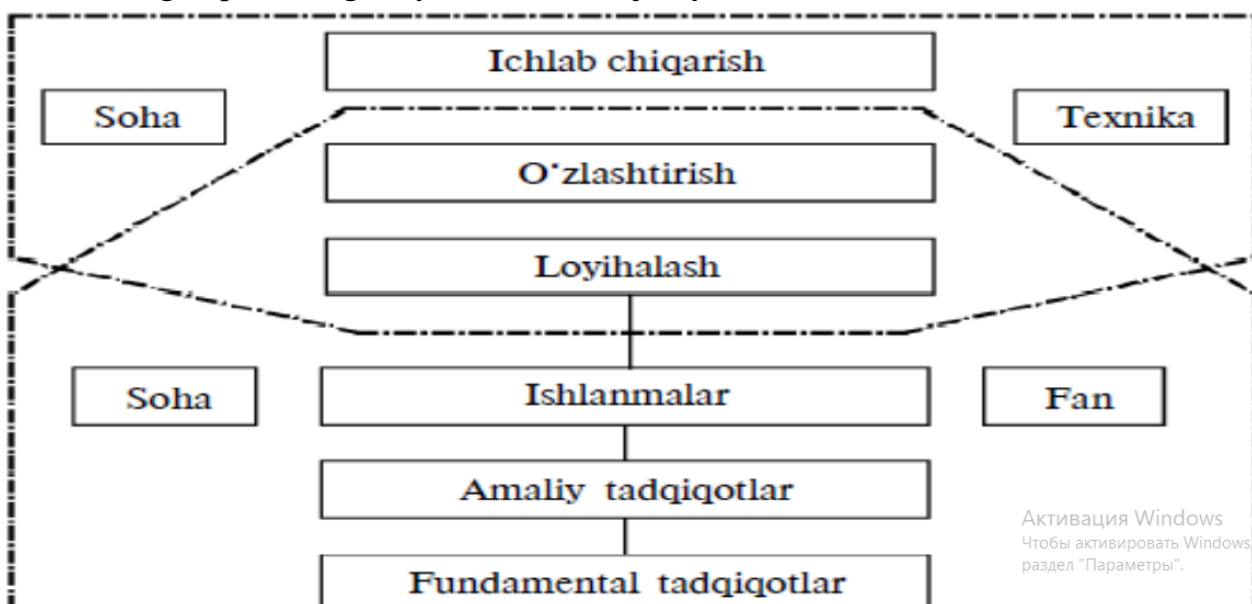 Ichlab chiqarish
Soha
Texnika
O‘zlashtirish
Loyihalash
Soha
Ishlanmalar
Fan
Amaliy tadqiqotlar
Активация Windows
Чтобы активировать Windows,
раздел "Параметры".
Fundamental tadqiqotlar